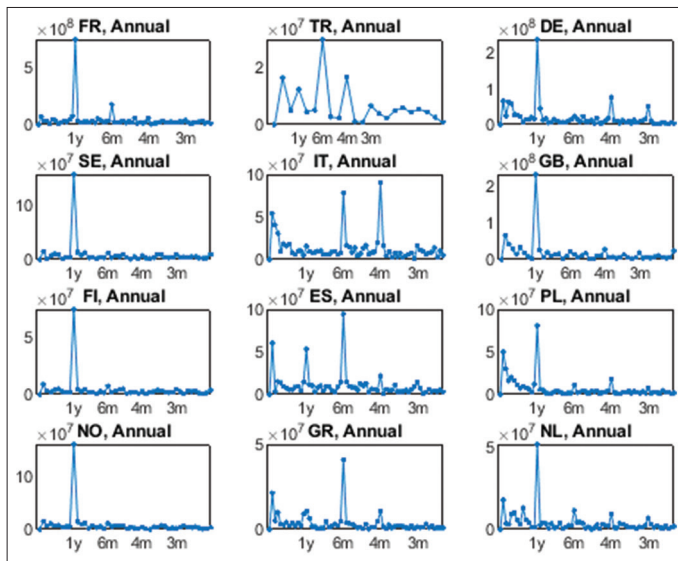 ×10⁸ FR, Annual
5
0
1y 6m 4m 3m
×10⁷ TR, Annual
2
0
1y 6m 4m 3m
×10⁸ DE, Annual
2
1
0
1y 6m 4m 3m
×10⁷ SE, Annual
10
0
1y 6m 4m 3m
×10⁷ IT, Annual
10
5
0
1y 6m 4m 3m
×10⁸ GB, Annual
2
1
0
1y 6m 4m 3m
×10⁷ FI, Annual
5
0
1y 6m 4m 3m
×10⁷ ES, Annual
10
5
0
1y 6m 4m 3m
×10⁷ PL, Annual
10
5
0
1y 6m 4m 3m
×10⁷ NO, Annual
10
0
1y 6m 4m 3m
×10⁷ GR, Annual
5
0
1y 6m 4m 3m
×10⁷ NL, Annual
5
0
1y 6m 4m 3m